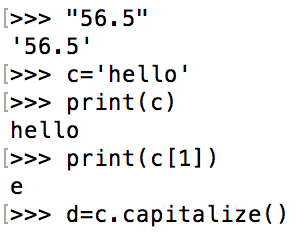 >>> "56.5"
'56.5'
>>> c='hello'
>>> print(c)
hello
>>> print(c[1])
e
>>> d=c.capitalize()